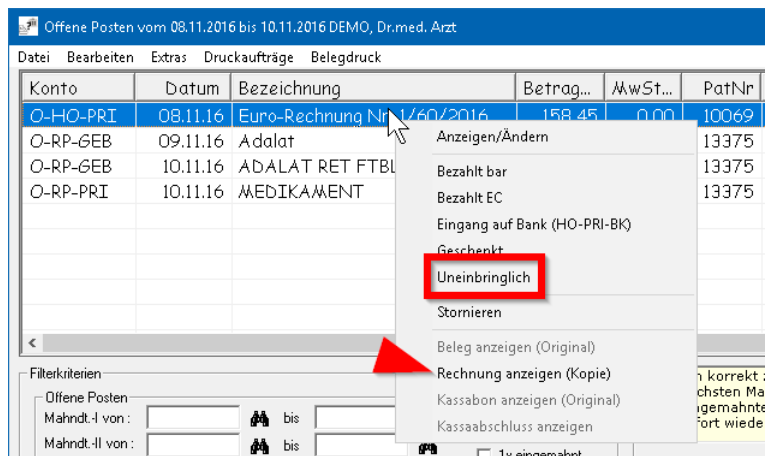 Offene Posten vom 08.11.2016 bis 10.11.2016 DEMO, Dr.med. Arzt
Datei Bearbeiten Extras Druckaufträge Belegdruck
Konto Datum Bezeichnung Betrag... MwSt... PatNr
O-HO-PRI 08.11.16 Euro-Rechnung Nr. 1/60/2016 158.45 0.00 10069
O-RP-GEB 09.11.16 Adalat 13375
O-RP-GEB 10.11.16 ADALAT RET FTBL 13375
O-RP-PRI 10.11.16 MEDIKAMENT 13375
Anzeigen/Ändern
Bezahlt bar
Bezahlt EC
Eingang auf Bank (HO-PRI-BK)
Geschenkt
Uneinbringlich
Stornieren
Beleg anzeigen (Original)
Rechnung anzeigen (Kopie)
Kassabon anzeigen (Original)
Kassaabschluss anzeigen
Filterkriterien
Offene Posten
Mahndt.-I von : bis
Mahndt.-II von : bis
1x eingemahnt
korrekt
chsten Ma
gemahnte
fort wiede